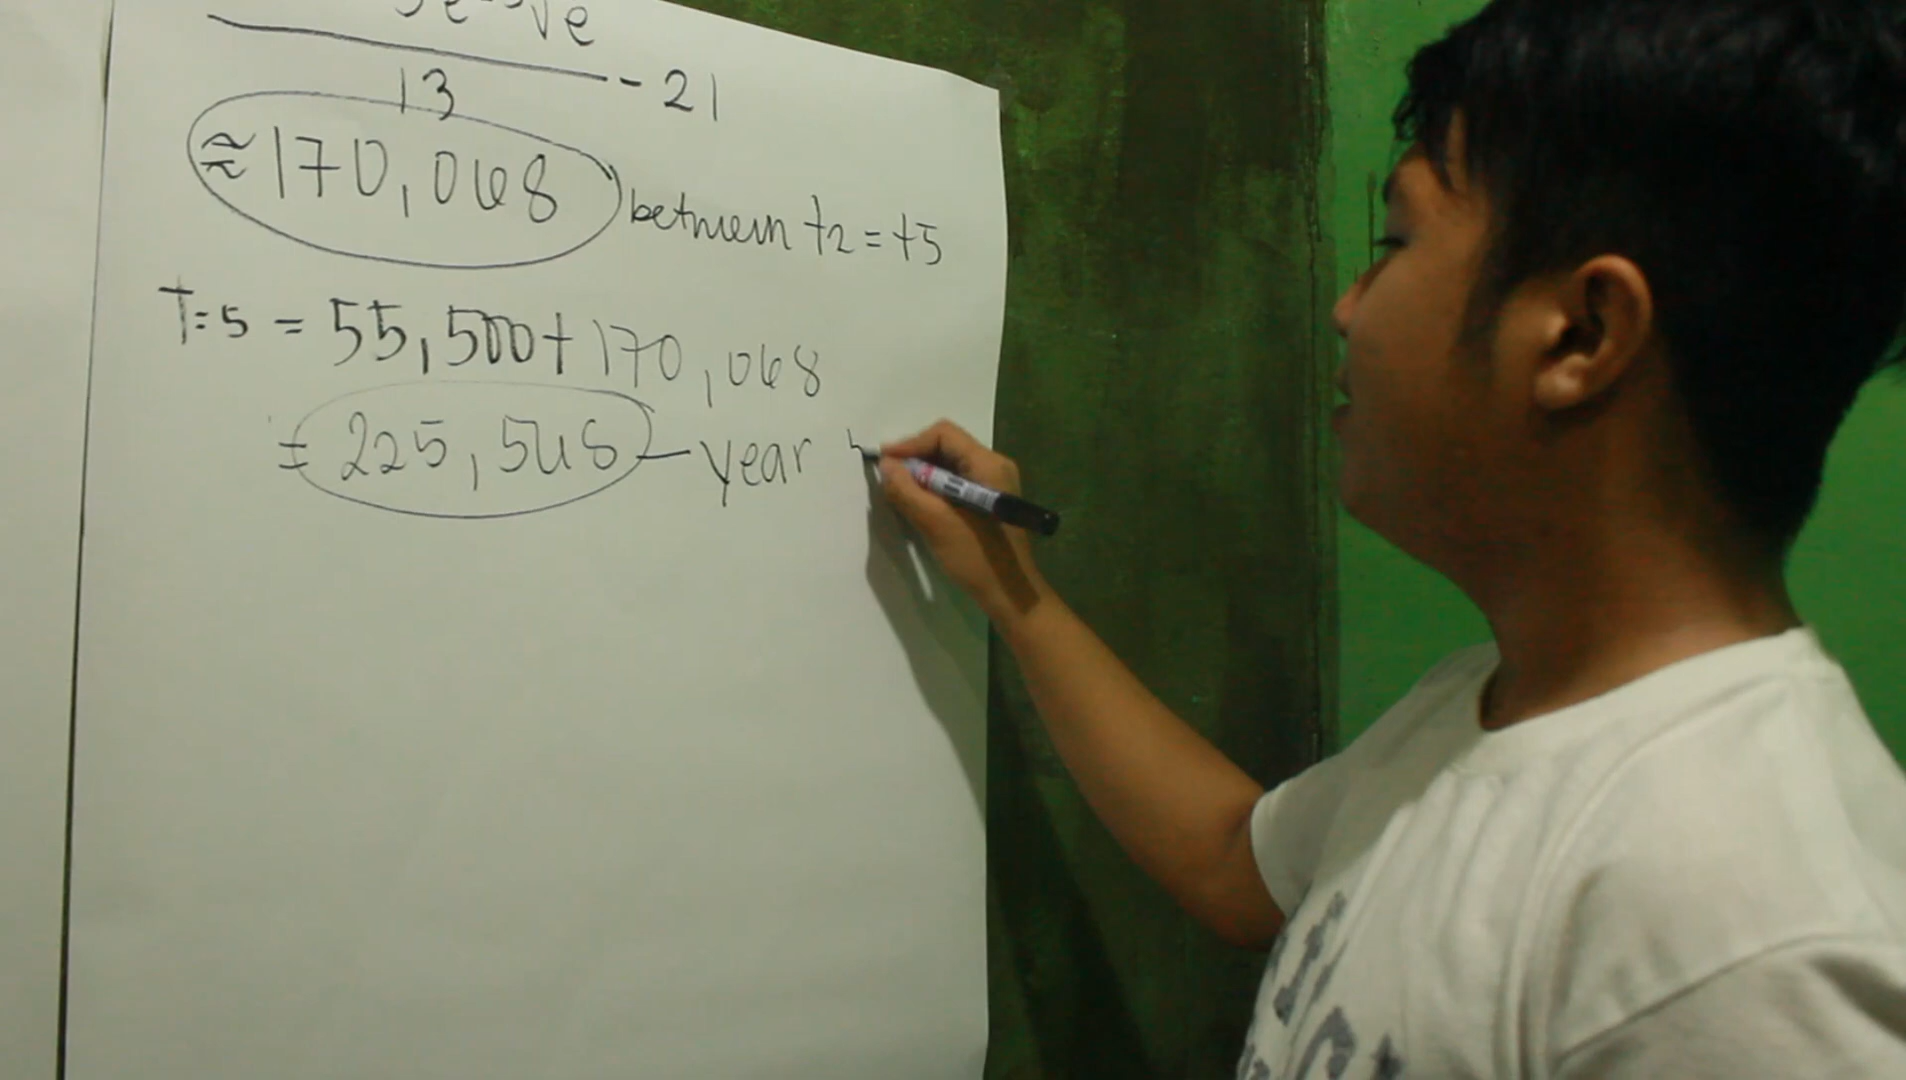 13 - 21
≈170,068
between t2 = t5
T=5 = 55,500+170,068
= 225,568 - year